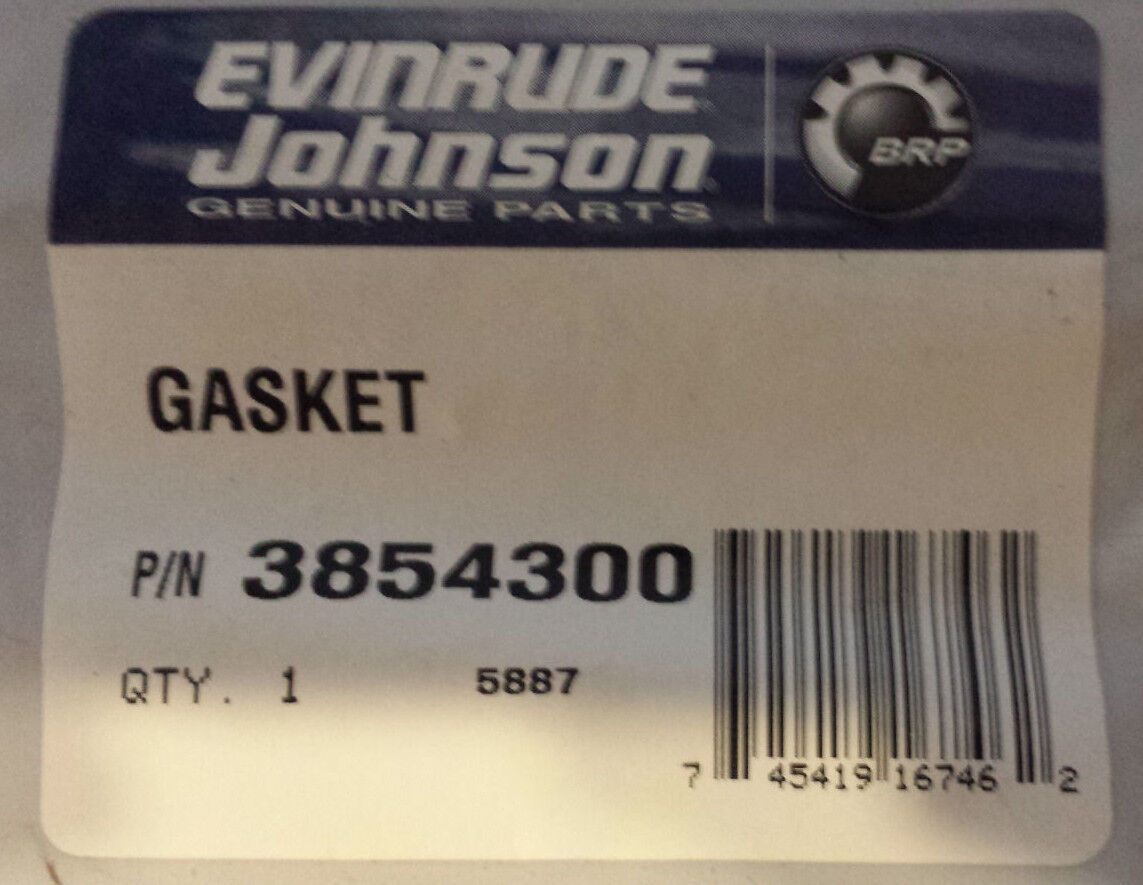 EVINRUDE
Johnson
GENUINE PARTS
BRP
GASKET
P/N 3854300
QTY. 1 5887
7 45419 16746 2